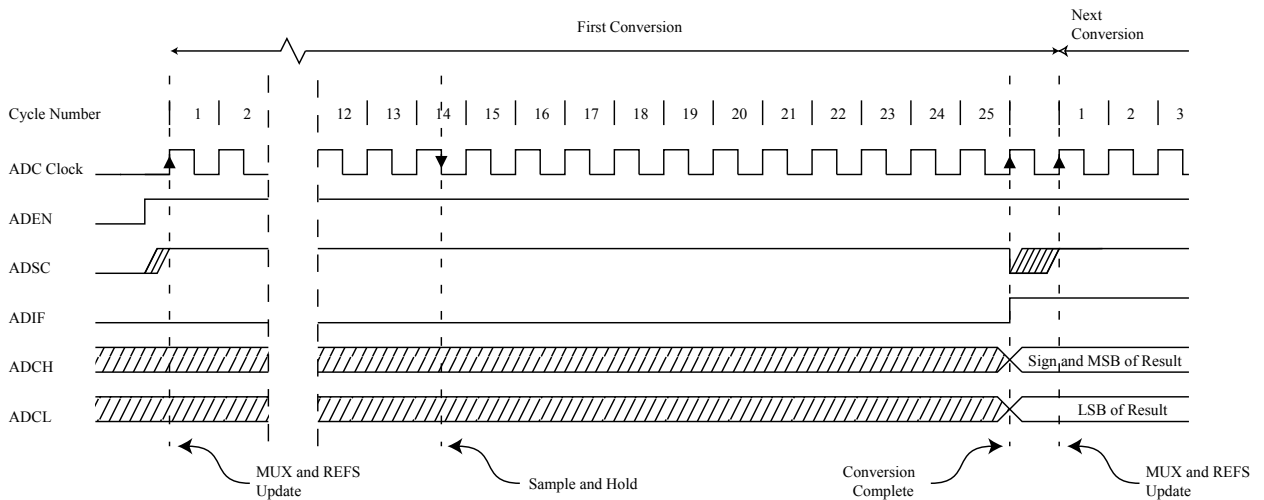 First Conversion
Next
Conversion
Cycle Number 1 2 12 13 14 15 16 17 18 19 20 21 22 23 24 25 1 2 3
ADC Clock
ADEN
ADSC
ADIF
ADCH Sign and MSB of Result
ADCL LSB of Result
MUX and REFS
Update
Sample and Hold
Conversion
Complete
MUX and REFS
Update